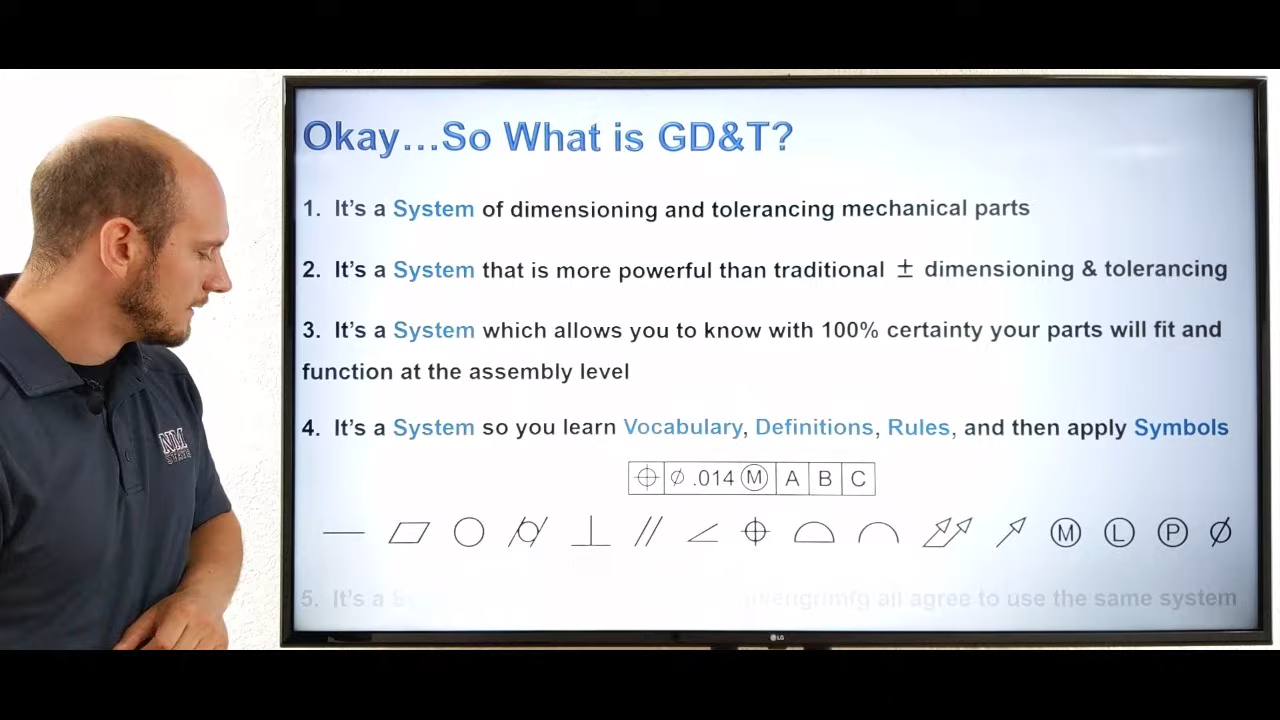 Okay...So What is GD&T?
1. It's a System of dimensioning and tolerancing mechanical parts
2. It's a System that is more powerful than traditional ± dimensioning & tolerancing
3. It's a System which allows you to know with 100% certainty your parts will fit and
function at the assembly level
4. It's a System so you learn Vocabulary, Definitions, Rules, and then apply Symbols
⌖ ⌀ .014 Ⓜ A B C
Ⓜ Ⓛ Ⓟ ⌀
5. It's a all agree to use the same system
NM
STATE
LG